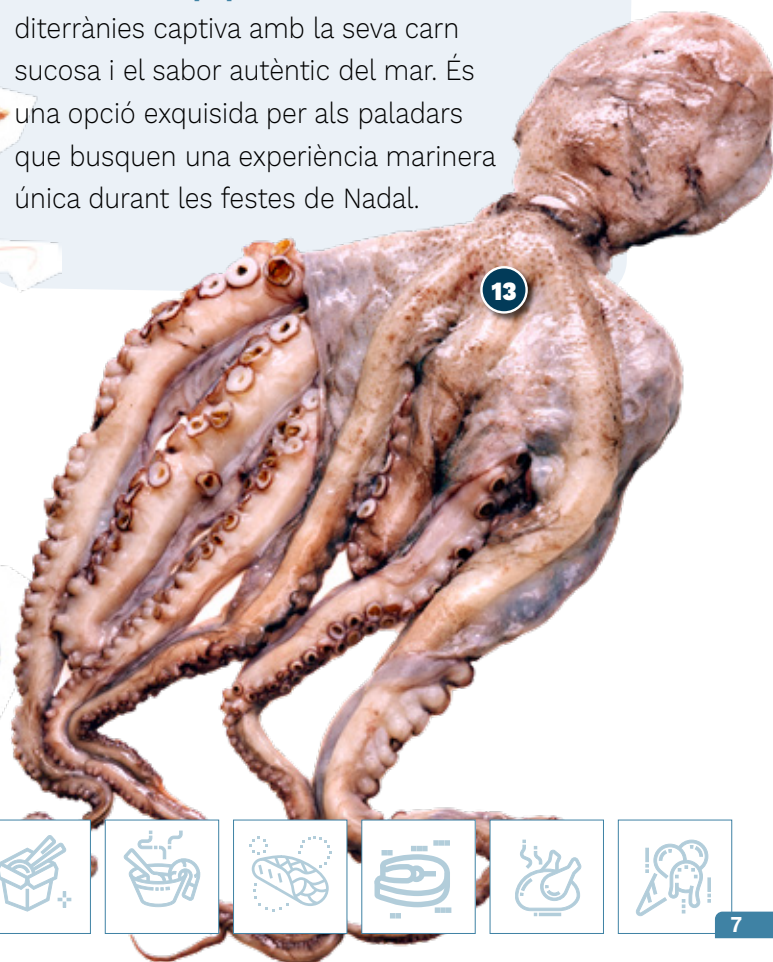 diterrànies captiva amb la seva carn
sucosa i el sabor autèntic del mar. És
una opció exquisida per als paladars
que busquen una experiència marinera
única durant les festes de Nadal.
13
7